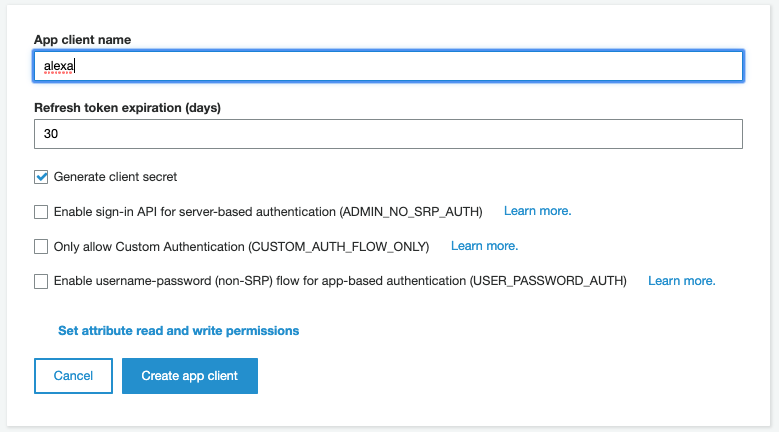 App client name
alexa
Refresh token expiration (days)
30
Generate client secret
Enable sign-in API for server-based authentication (ADMIN_NO_SRP_AUTH) Learn more.
Only allow Custom Authentication (CUSTOM_AUTH_FLOW_ONLY) Learn more.
Enable username-password (non-SRP) flow for app-based authentication (USER_PASSWORD_AUTH) Learn more.
Set attribute read and write permissions
Cancel Create app client